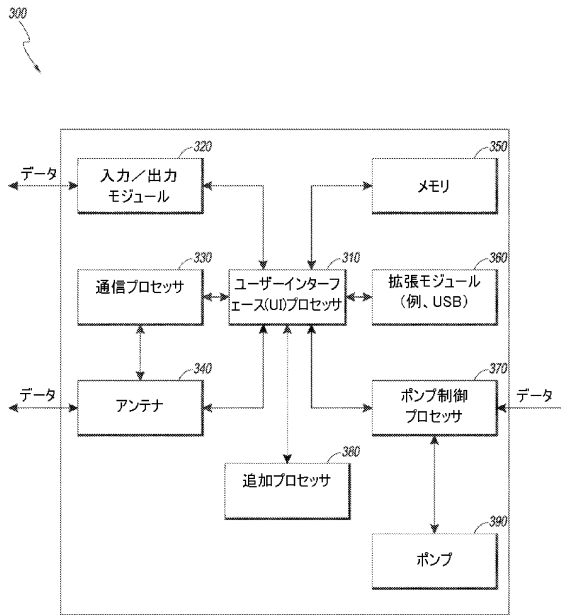 300
320
入力／出力
モジュール
データ
350
メモリ
330
通信プロセッサ
310
ユーザーインターフ
ェース(UI)プロセッサ
360
拡張モジュール
(例、USB)
340
アンテナ
データ
370
ポンプ制御
プロセッサ
データ
380
追加プロセッサ
390
ポンプ